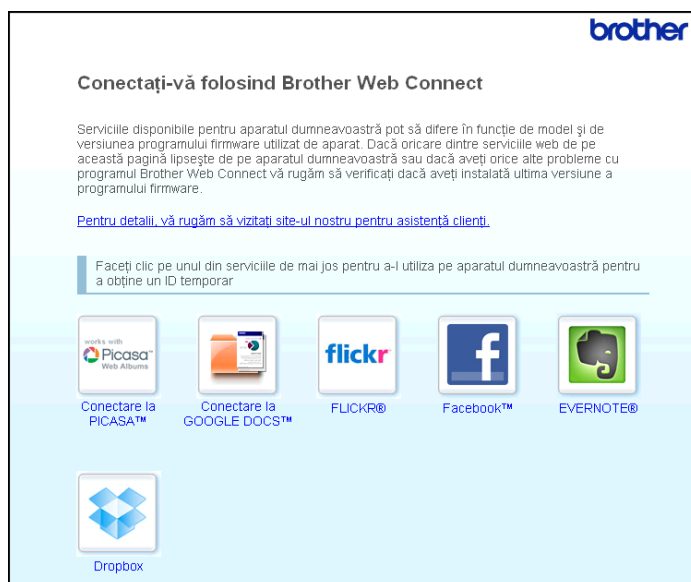 brother
Conectați-vă folosind Brother Web Connect
Serviciile disponibile pentru aparatul dumneavoastră pot să difere în funcție de model și de
versiunea programului firmware utilizat de aparat. Dacă oricare dintre serviciile web de pe
această pagină lipsește de pe aparatul dumneavoastră sau dacă aveți orice alte probleme cu
programul Brother Web Connect vă rugăm să verificați dacă aveți instalată ultima versiune a
programului firmware.
Pentru detalii, vă rugăm să vizitați site-ul nostru pentru asistență clienți.
Faceți clic pe unul din serviciile de mai jos pentru a-l utiliza pe aparatul dumneavoastră pentru
a obține un ID temporar
works with
Picasa™
Web Albums
flickr
f
Conectare la
PICASA™
Conectare la
GOOGLE DOCS™
FLICKR®
Facebook™
EVERNOTE®
Dropbox